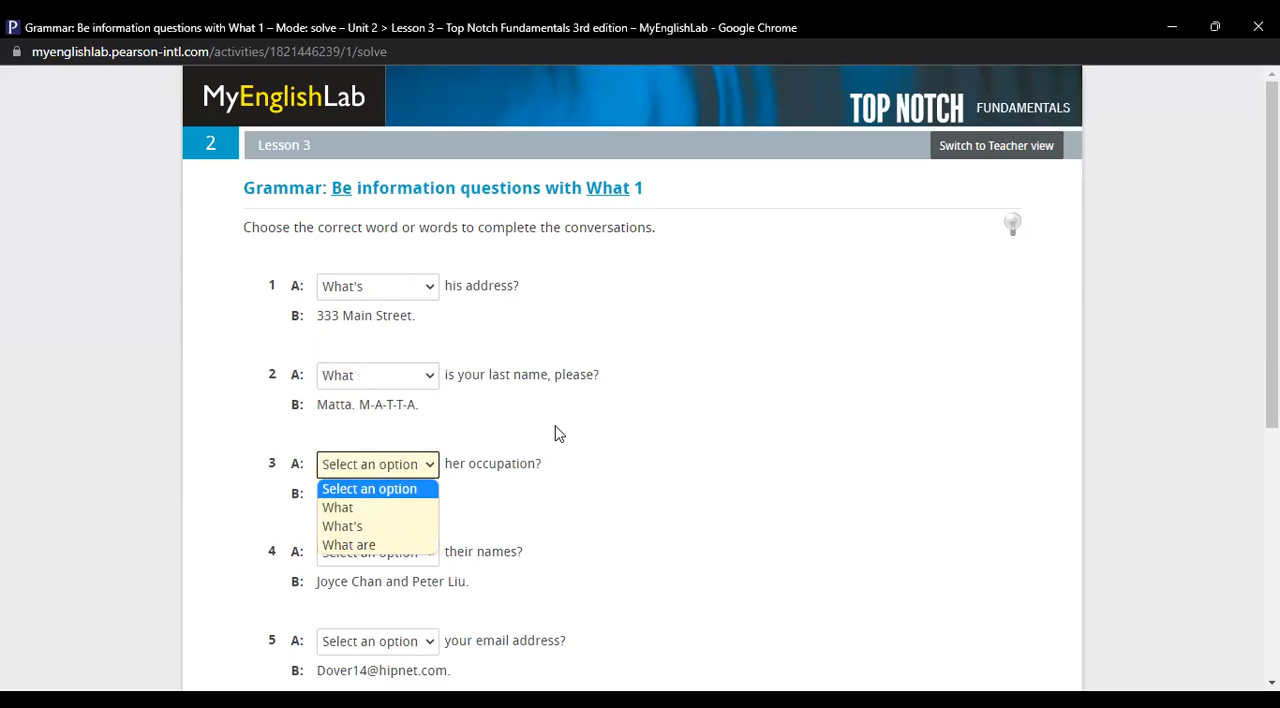 Grammar: Be information questions with What 1 – Mode: solve – Unit 2 > Lesson 3 – Top Notch Fundamentals 3rd edition – MyEnglishLab - Google Chrome
myenglishlab.pearson-intl.com/activities/1821446239/1/solve
MyEnglishLab
TOP NOTCH FUNDAMENTALS
2 Lesson 3 Switch to Teacher view
Grammar: Be information questions with What 1
Choose the correct word or words to complete the conversations.
1 A: What's his address?
B: 333 Main Street.
2 A: What is your last name, please?
B: Matta. M-A-T-T-A.
3 A: Select an option her occupation?
B: Select an option
What
What's
What are
4 A: Select an option their names?
B: Joyce Chan and Peter Liu.
5 A: Select an option your email address?
B: Dover14@hipnet.com.